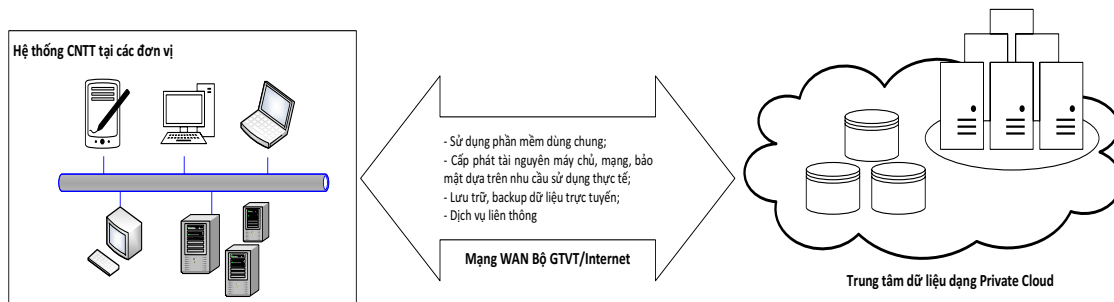 Hệ thống CNTT tại các đơn vị
- Sử dụng phần mềm dùng chung;
- Cấp phát tài nguyên máy chủ, mạng, bảo
mật dựa trên nhu cầu sử dụng thực tế;
- Lưu trữ, backup dữ liệu trực tuyến;
- Dịch vụ liên thông
Mạng WAN Bộ GTVT/Internet
Trung tâm dữ liệu dạng Private Cloud